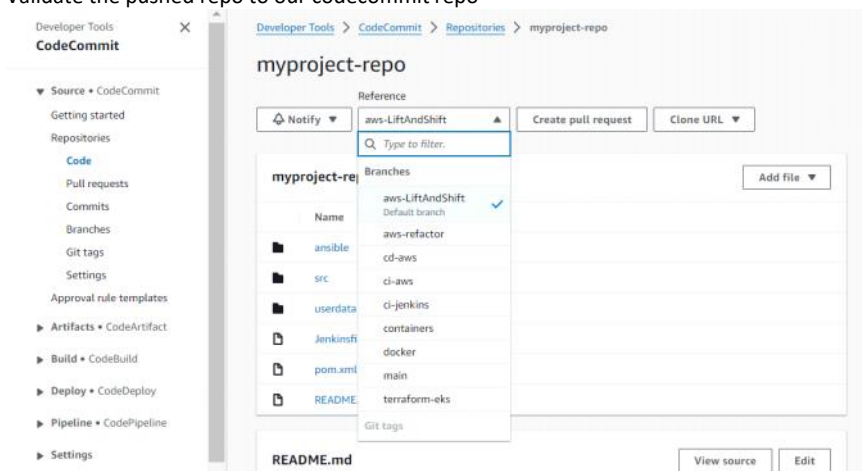 Validate the pushed repo to our codecommit repo
Developer Tools
CodeCommit
Source • CodeCommit
Getting started
Repositories
Code
Pull requests
Commits
Branches
Git tags
Settings
Approval rule templates
Artifacts • CodeArtifact
Build • CodeBuild
Deploy • CodeDeploy
Pipeline • CodePipeline
Settings
Developer Tools > CodeCommit > Repositories > myproject-repo
myproject-repo
Reference
Notify
aws-LiftAndShift
Create pull request
Clone URL
Type to filter.
Branches
aws-LiftAndShift
Default branch
aws-refactor
cd-aws
ci-aws
ci-jenkins
containers
docker
main
terraform-eks
Git tags
myproject-re
Add file
Name
ansible
src
userdata
Jenkinsfi
pom.xml
README.
README.md
View source
Edit